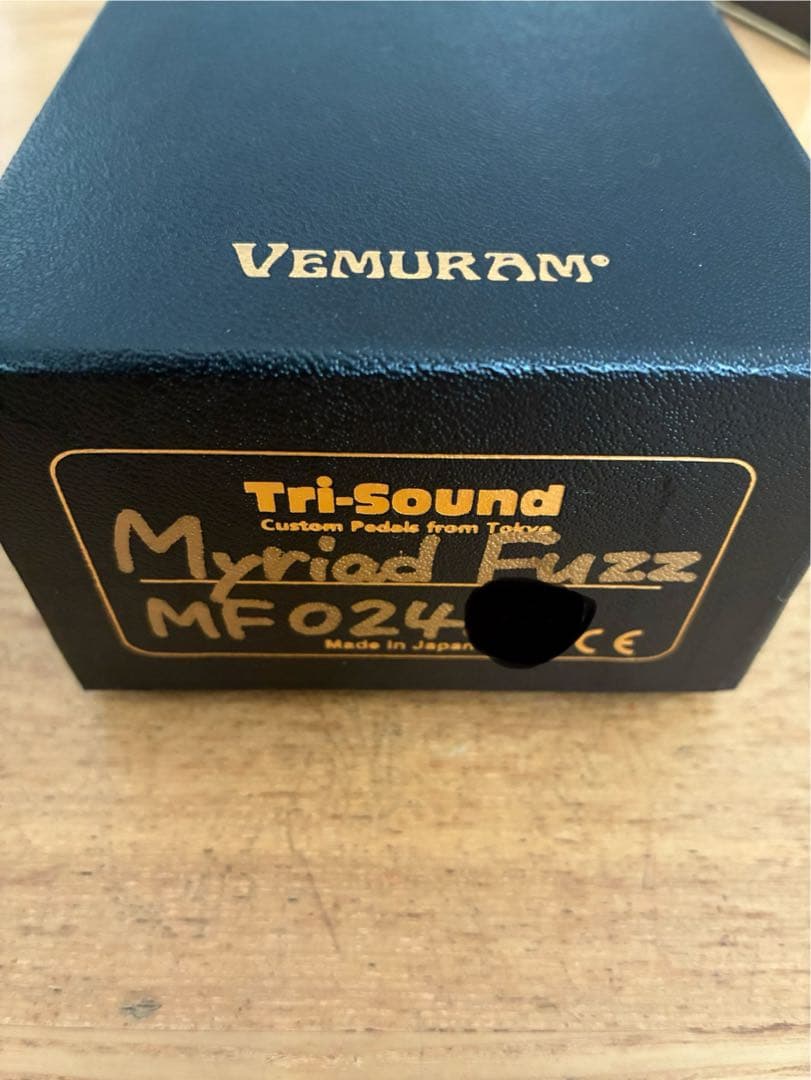 VEMURAM
Tri-Sound
Custom Pedals from Tokyo
Myriad Fuzz
MF024
Made in Japan
CE